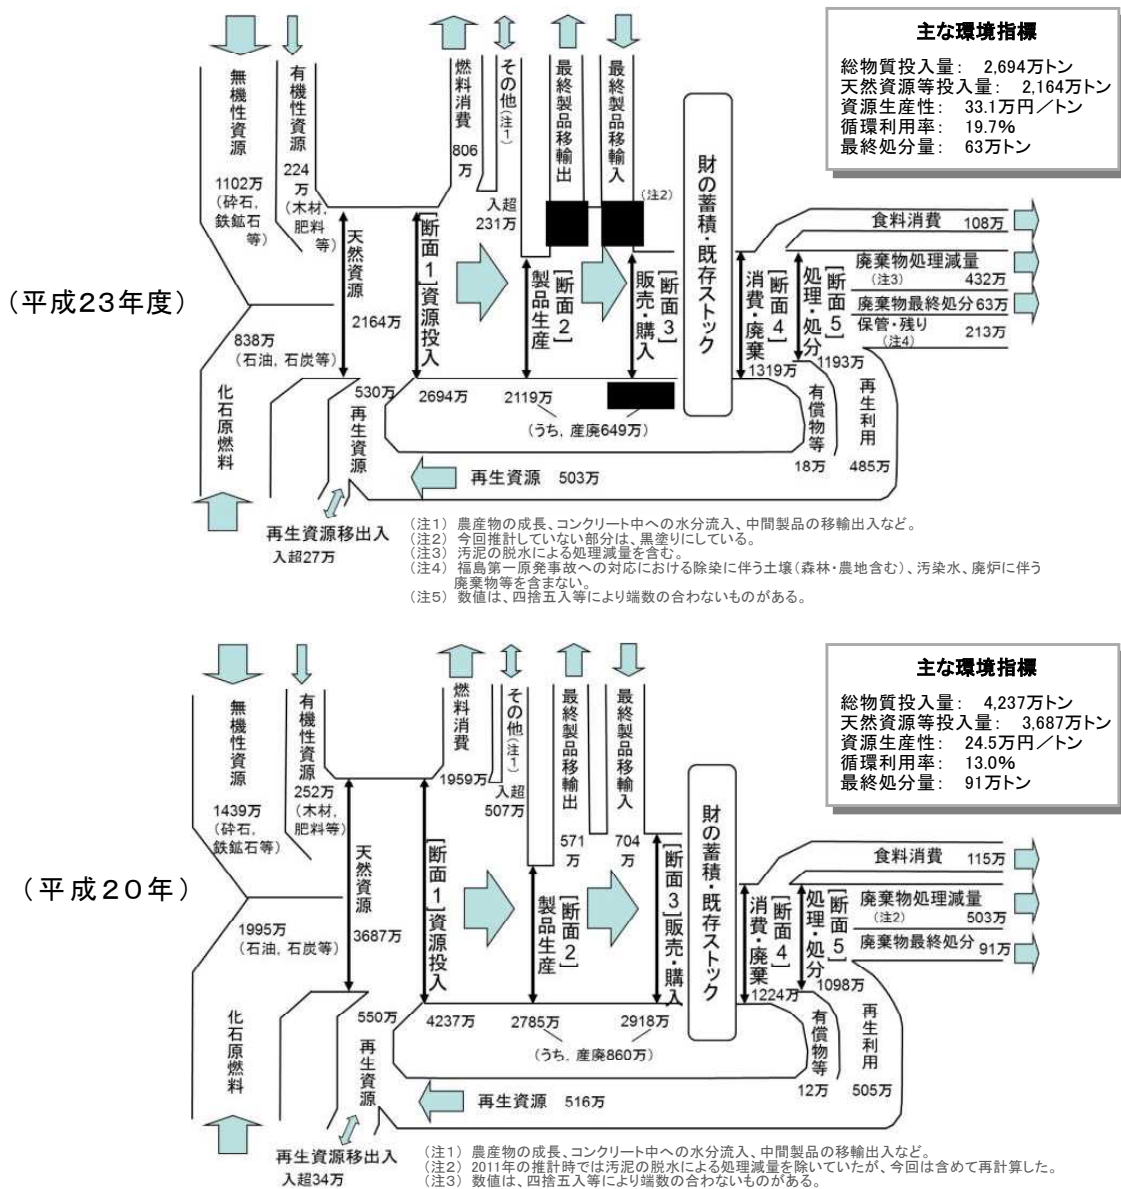 (平成23年度)
主な環境指標
総物質投入量： 2,694万トン
天然資源等投入量： 2,164万トン
資源生産性： 33.1万円／トン
循環利用率： 19.7%
最終処分量： 63万トン
無機性資源
1102万
(砕石,
鉄鉱石
等)
有機性資源
224
万
(木材,
肥料
等)
838万
(石油, 石炭等)
化石原燃料
天然資源
2164万
530万
再生資源
再生資源移出入
入超27万
燃料消費
806
万
その他(注1)
入超
231万
最終製品移輸出
最終製品移輸入
(注2)
[断面1]資源投入
2694万
[断面2]
製品生産
2119万
(うち, 産廃649万)
[断面3]
販売・購入
財の蓄積・既存ストック
[断面4]
消費・廃棄
1319万
[断面5]
処理・処分
1193万
食料消費 108万
廃棄物処理減量
(注3) 432万
廃棄物最終処分 63万
保管・残り
(注4) 213万
有償物等
18万
再生利用
485万
再生資源 503万
(注1) 農産物の成長、コンクリート中への水分流入、中間製品の移輸出入など。
(注2) 今回推計していない部分は、黒塗りにしている。
(注3) 汚泥の脱水による処理減量を含む。
(注4) 福島第一原発事故への対応における除染に伴う土壌(森林・農地含む)、汚染水、廃炉に伴う
廃棄物等を含まない。
(注5) 数値は、四捨五入等により端数の合わないものがある。
(平成20年)
主な環境指標
総物質投入量： 4,237万トン
天然資源等投入量： 3,687万トン
資源生産性： 24.5万円／トン
循環利用率： 13.0%
最終処分量： 91万トン
無機性資源
1439万
(砕石,
鉄鉱石等)
有機性資源
252万
(木材,
肥料等)
1995万
(石油, 石炭等)
化石原燃料
天然資源
3687万
550万
再生資源
再生資源移出入
入超34万
燃料消費
1959万
その他(注1)
入超
507万
最終製品移輸出
571
万
最終製品移輸入
704
万
[断面1]資源投入
4237万
[断面2]
製品生産
2785万
(うち, 産廃860万)
[断面3]販売・購入
2918万
財の蓄積・既存ストック
[断面4]
消費・廃棄
1224万
[断面5]
処理・処分
1098万
食料消費 115万
廃棄物処理減量
(注2) 503万
廃棄物最終処分 91万
有償物等
12万
再生利用
505万
再生資源 516万
(注1) 農産物の成長、コンクリート中への水分流入、中間製品の移輸出入など。
(注2) 2011年の推計時では汚泥の脱水による処理減量を除いていたが、今回は含めて再計算した。
(注3) 数値は、四捨五入等により端数の合わないものがある。